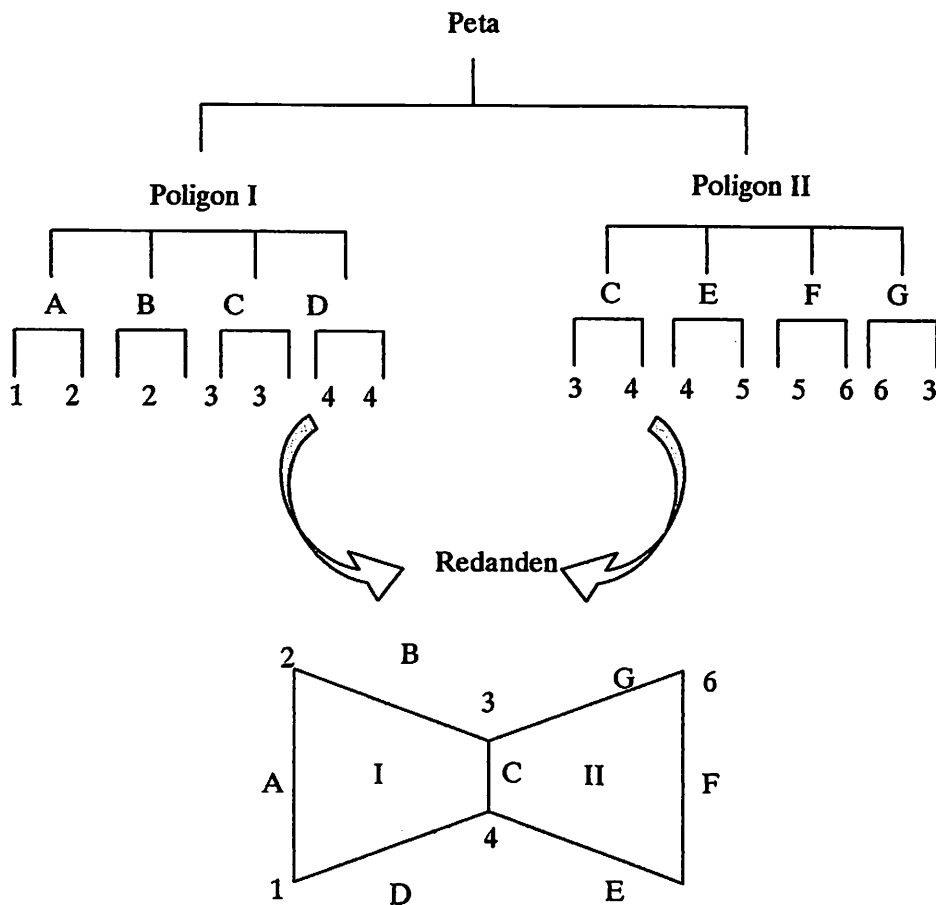 Peta
Poligon I Poligon II
A B C D C E F G
1 2 2 3 3 4 4 3 4 4 5 5 6 6 3
Redanden
2 B G 6
3
A I C II F
4
1 D E